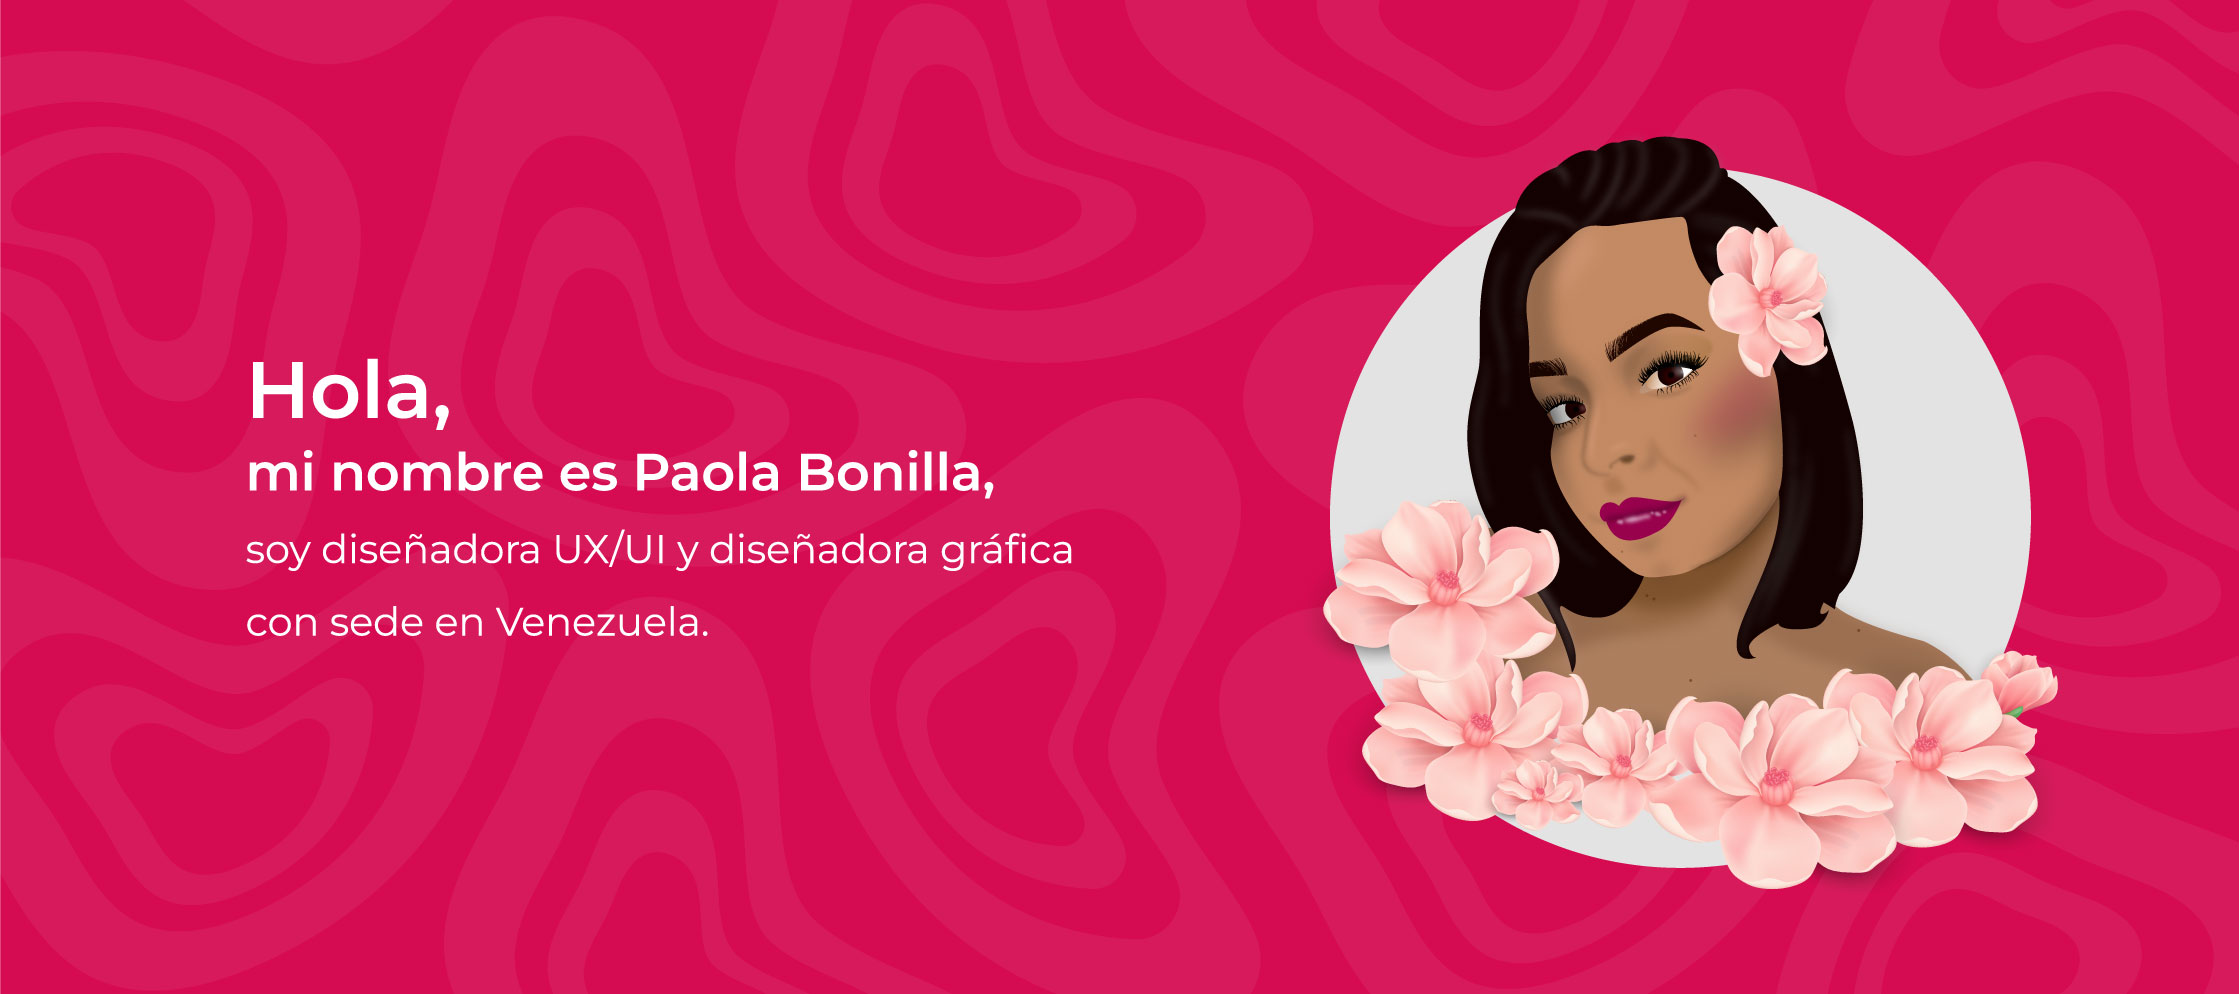 Hola,
mi nombre es Paola Bonilla,
soy diseñadora UX/UI y diseñadora gráfica
con sede en Venezuela.